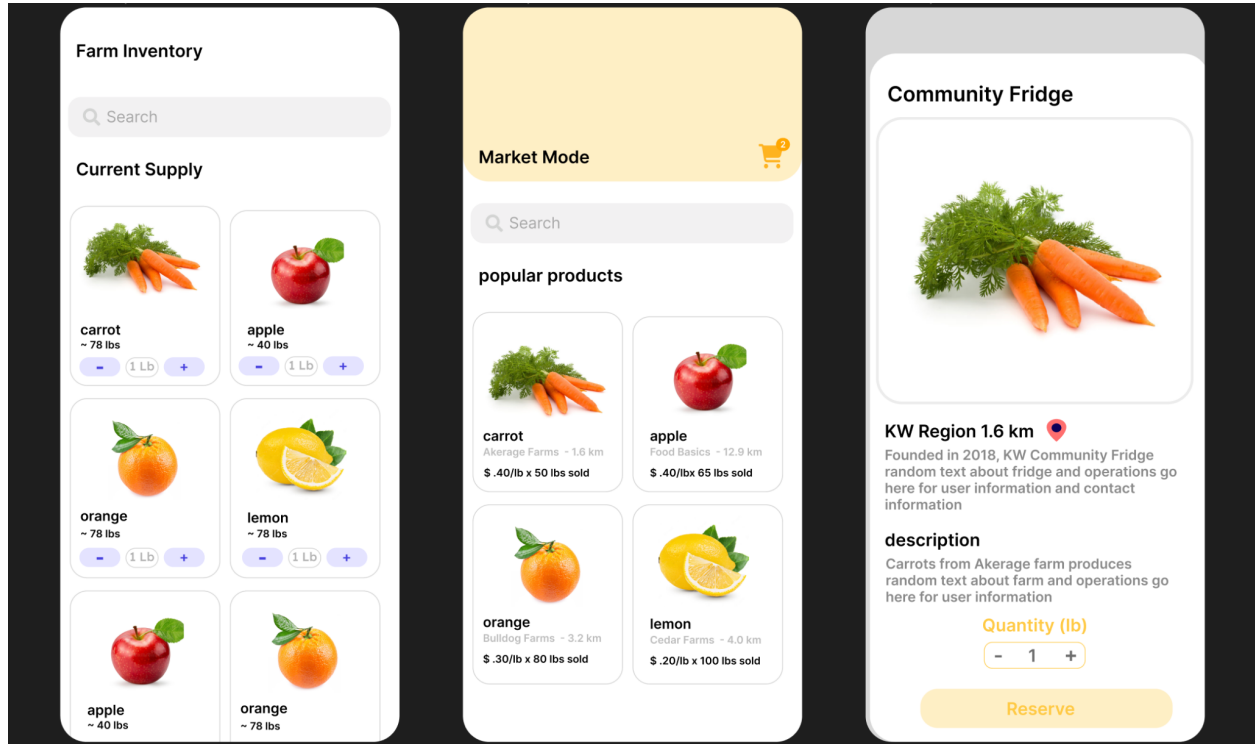 Farm Inventory
Search
Current Supply
carrot
~ 78 lbs
- 1 Lb +
apple
~ 40 lbs
- 1 Lb +
orange
~ 78 lbs
- 1 Lb +
lemon
~ 78 lbs
- 1 Lb +
apple
~ 40 lbs
orange
~ 78 lbs
Market Mode
2
Search
popular products
carrot
Akerage Farms - 1.6 km
$ .40/lb x 50 lbs sold
apple
Food Basics - 12.9 km
$ .40/lbx 65 lbs sold
orange
Bulldog Farms - 3.2 km
$ .30/lb x 80 lbs sold
lemon
Cedar Farms - 4.0 km
$ .20/lb x 100 lbs sold
Community Fridge
KW Region 1.6 km
Founded in 2018, KW Community Fridge
random text about fridge and operations go
here for user information and contact
information
description
Carrots from Akerage farm produces
random text about farm and operations go
here for user information
Quantity (lb)
- 1 +
Reserve